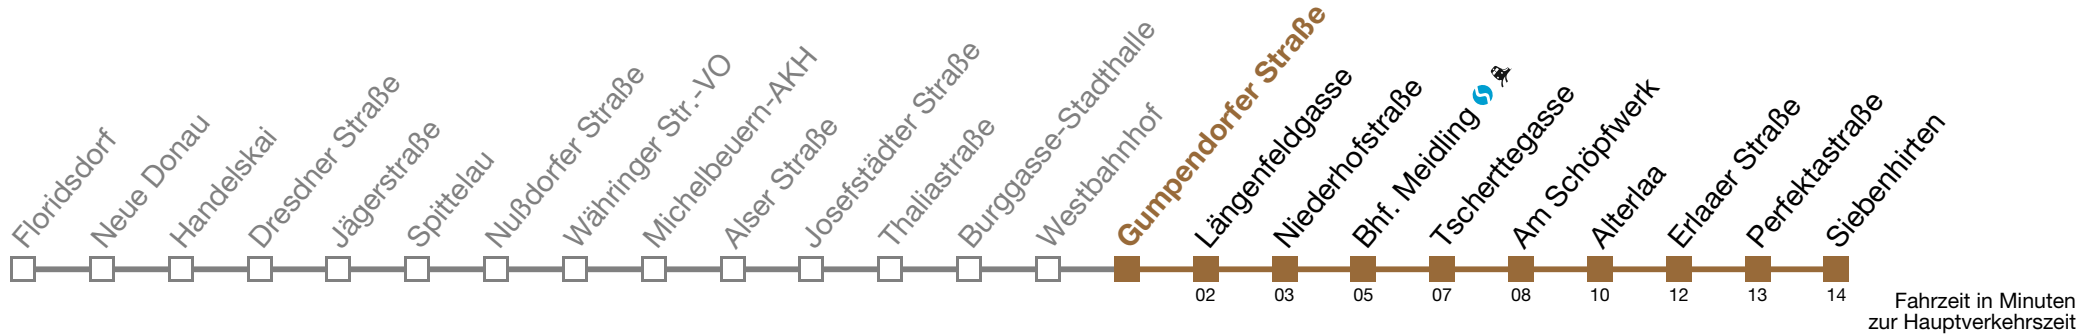 Floridsdorf
Neue Donau
Handelskai
Dresdner Straße
Jägerstraße
Spittelau
Nußdorfer Straße
Währinger Str.-VO
Michelbeuern-AKH
Alser Straße
Josefstädter Straße
Thaliastraße
Burggasse-Stadthalle
Westbahnhof
Gumpendorfer Straße
Längenfeldgasse
Niederhofstraße
Bhf. Meidling
Tscherttegasse
Am Schöpfwerk
Alterlaa
Erlaaer Straße
Perfektastraße
Siebenhirten
02 03 05 07 08 10 12 13 14
Fahrzeit in Minuten
zur Hauptverkehrszeit